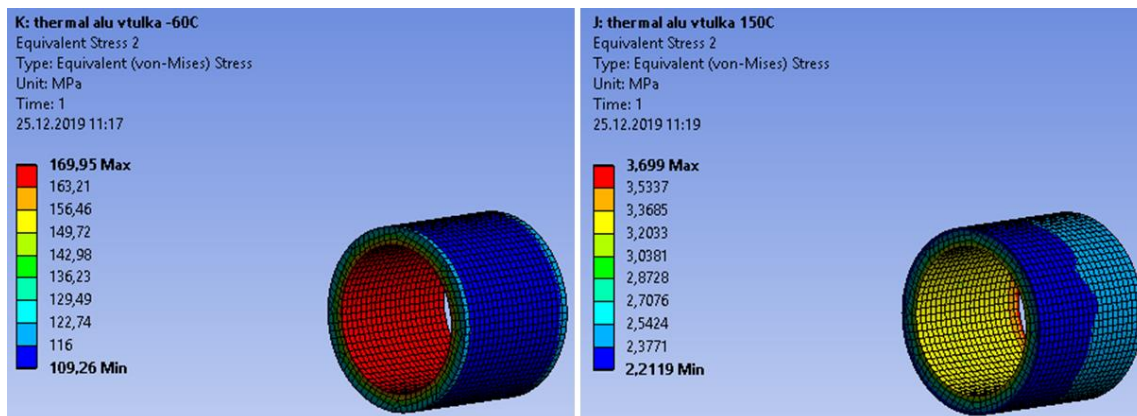 K: thermal alu vtulka -60C
Equivalent Stress 2
Type: Equivalent (von-Mises) Stress
Unit: MPa
Time: 1
25.12.2019 11:17
169,95 Max
163,21
156,46
149,72
142,98
136,23
129,49
122,74
116
109,26 Min
J: thermal alu vtulka 150C
Equivalent Stress 2
Type: Equivalent (von-Mises) Stress
Unit: MPa
Time: 1
25.12.2019 11:19
3,699 Max
3,5337
3,3685
3,2033
3,0381
2,8728
2,7076
2,5424
2,3771
2,2119 Min